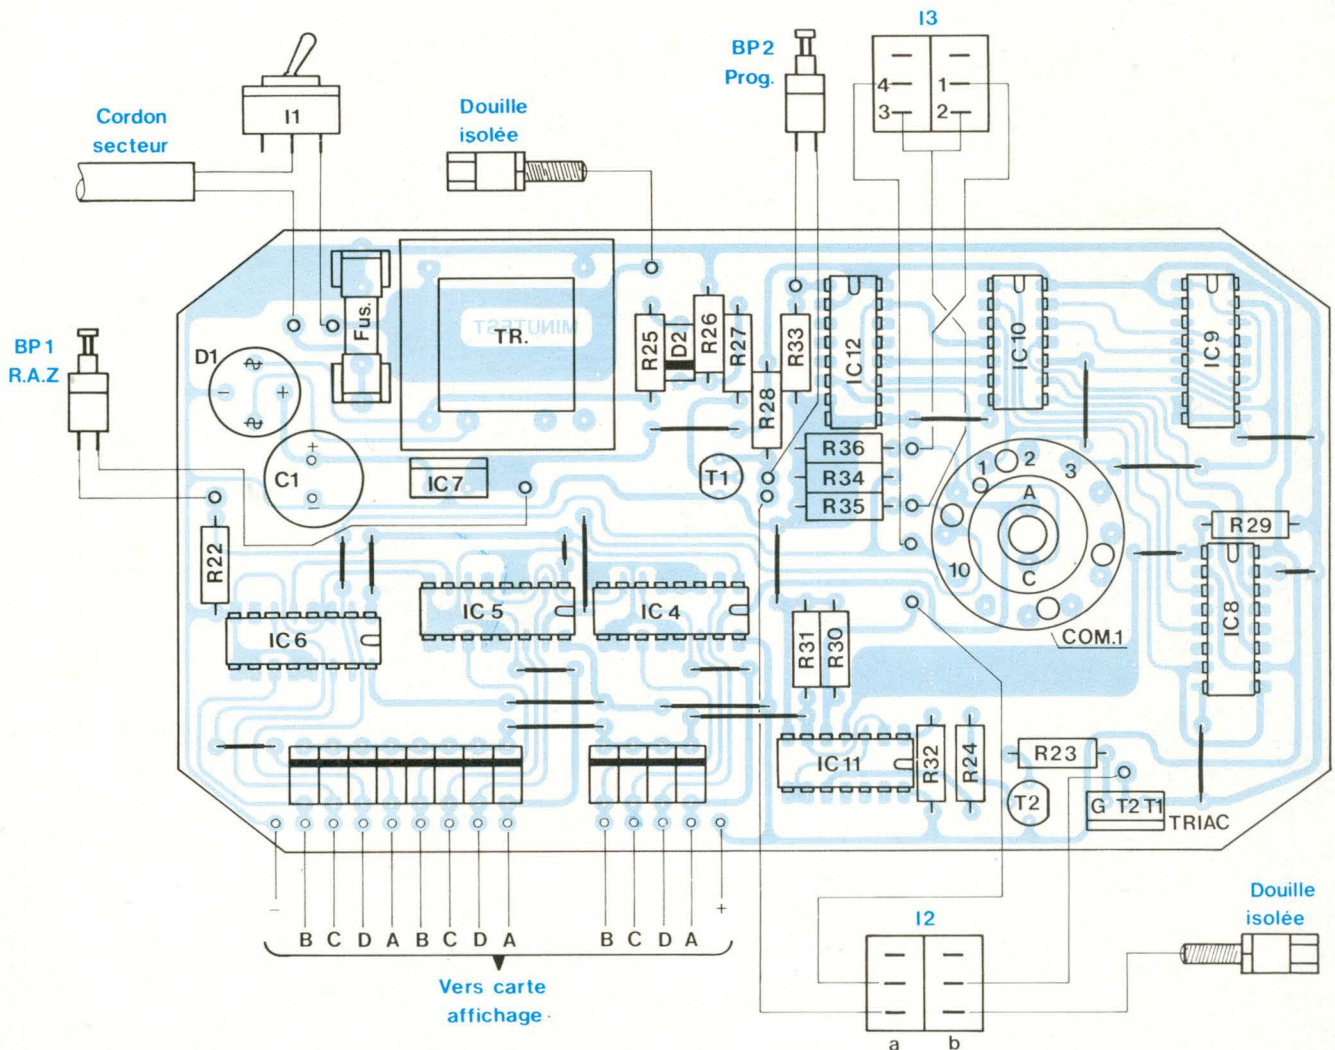 I3
BP2
Prog.
4
1
3
2
I1
Cordon
secteur
Douille
isolée
BP1
R.A.Z
D1
-
+
Fus.
MINUTEST
TR.
R25
D2
R26
R27
R28
R33
IC12
IC10
IC9
C1
+
-
IC7
T1
R36
R34
R35
1
2
3
A
C
10
COM.1
R29
IC8
R22
IC6
IC5
IC4
R31
R30
IC11
R32
R24
R23
T2
G T2 T1
TRIAC
-
B C D A B C D A
B C D A
+
Vers carte
affichage
I2
a
b
Douille
isolée